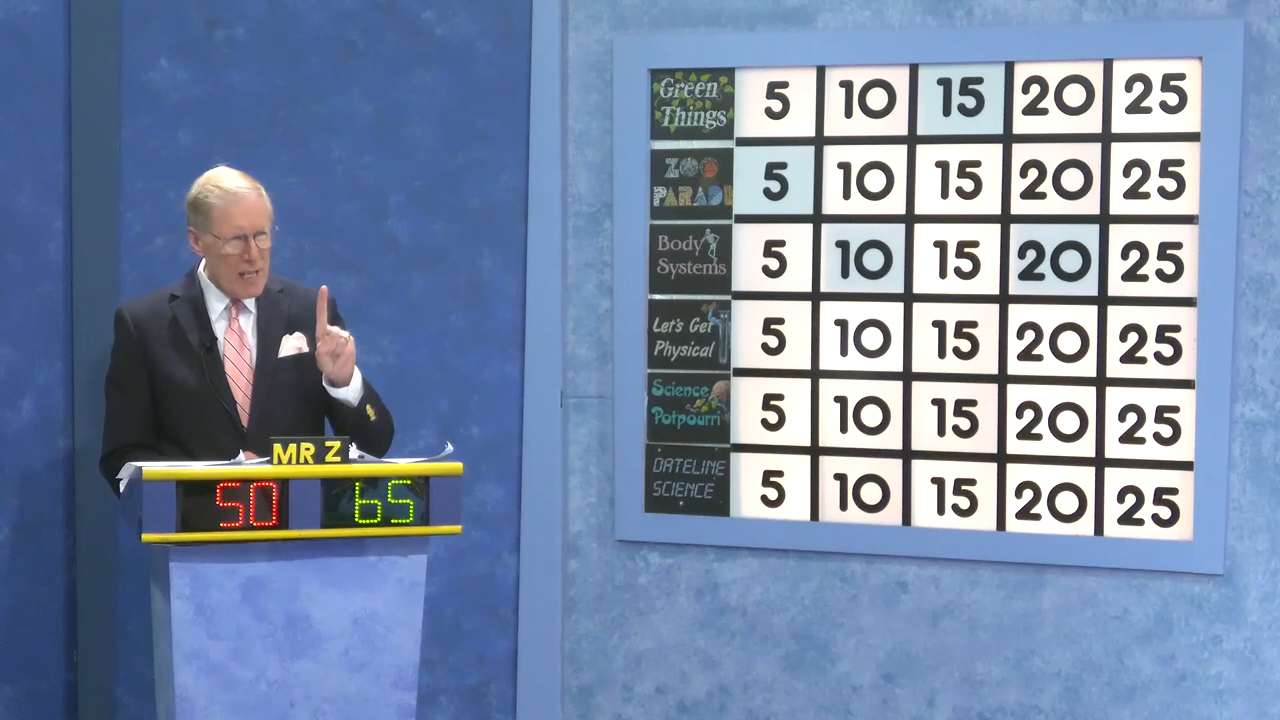 Green Things 5 10 15 20 25
ZOO PARADE 5 10 15 20 25
Body Systems 5 10 15 20 25
Let's Get Physical 5 10 15 20 25
Science Potpourri 5 10 15 20 25
DATELINE SCIENCE 5 10 15 20 25
MR Z
50 65